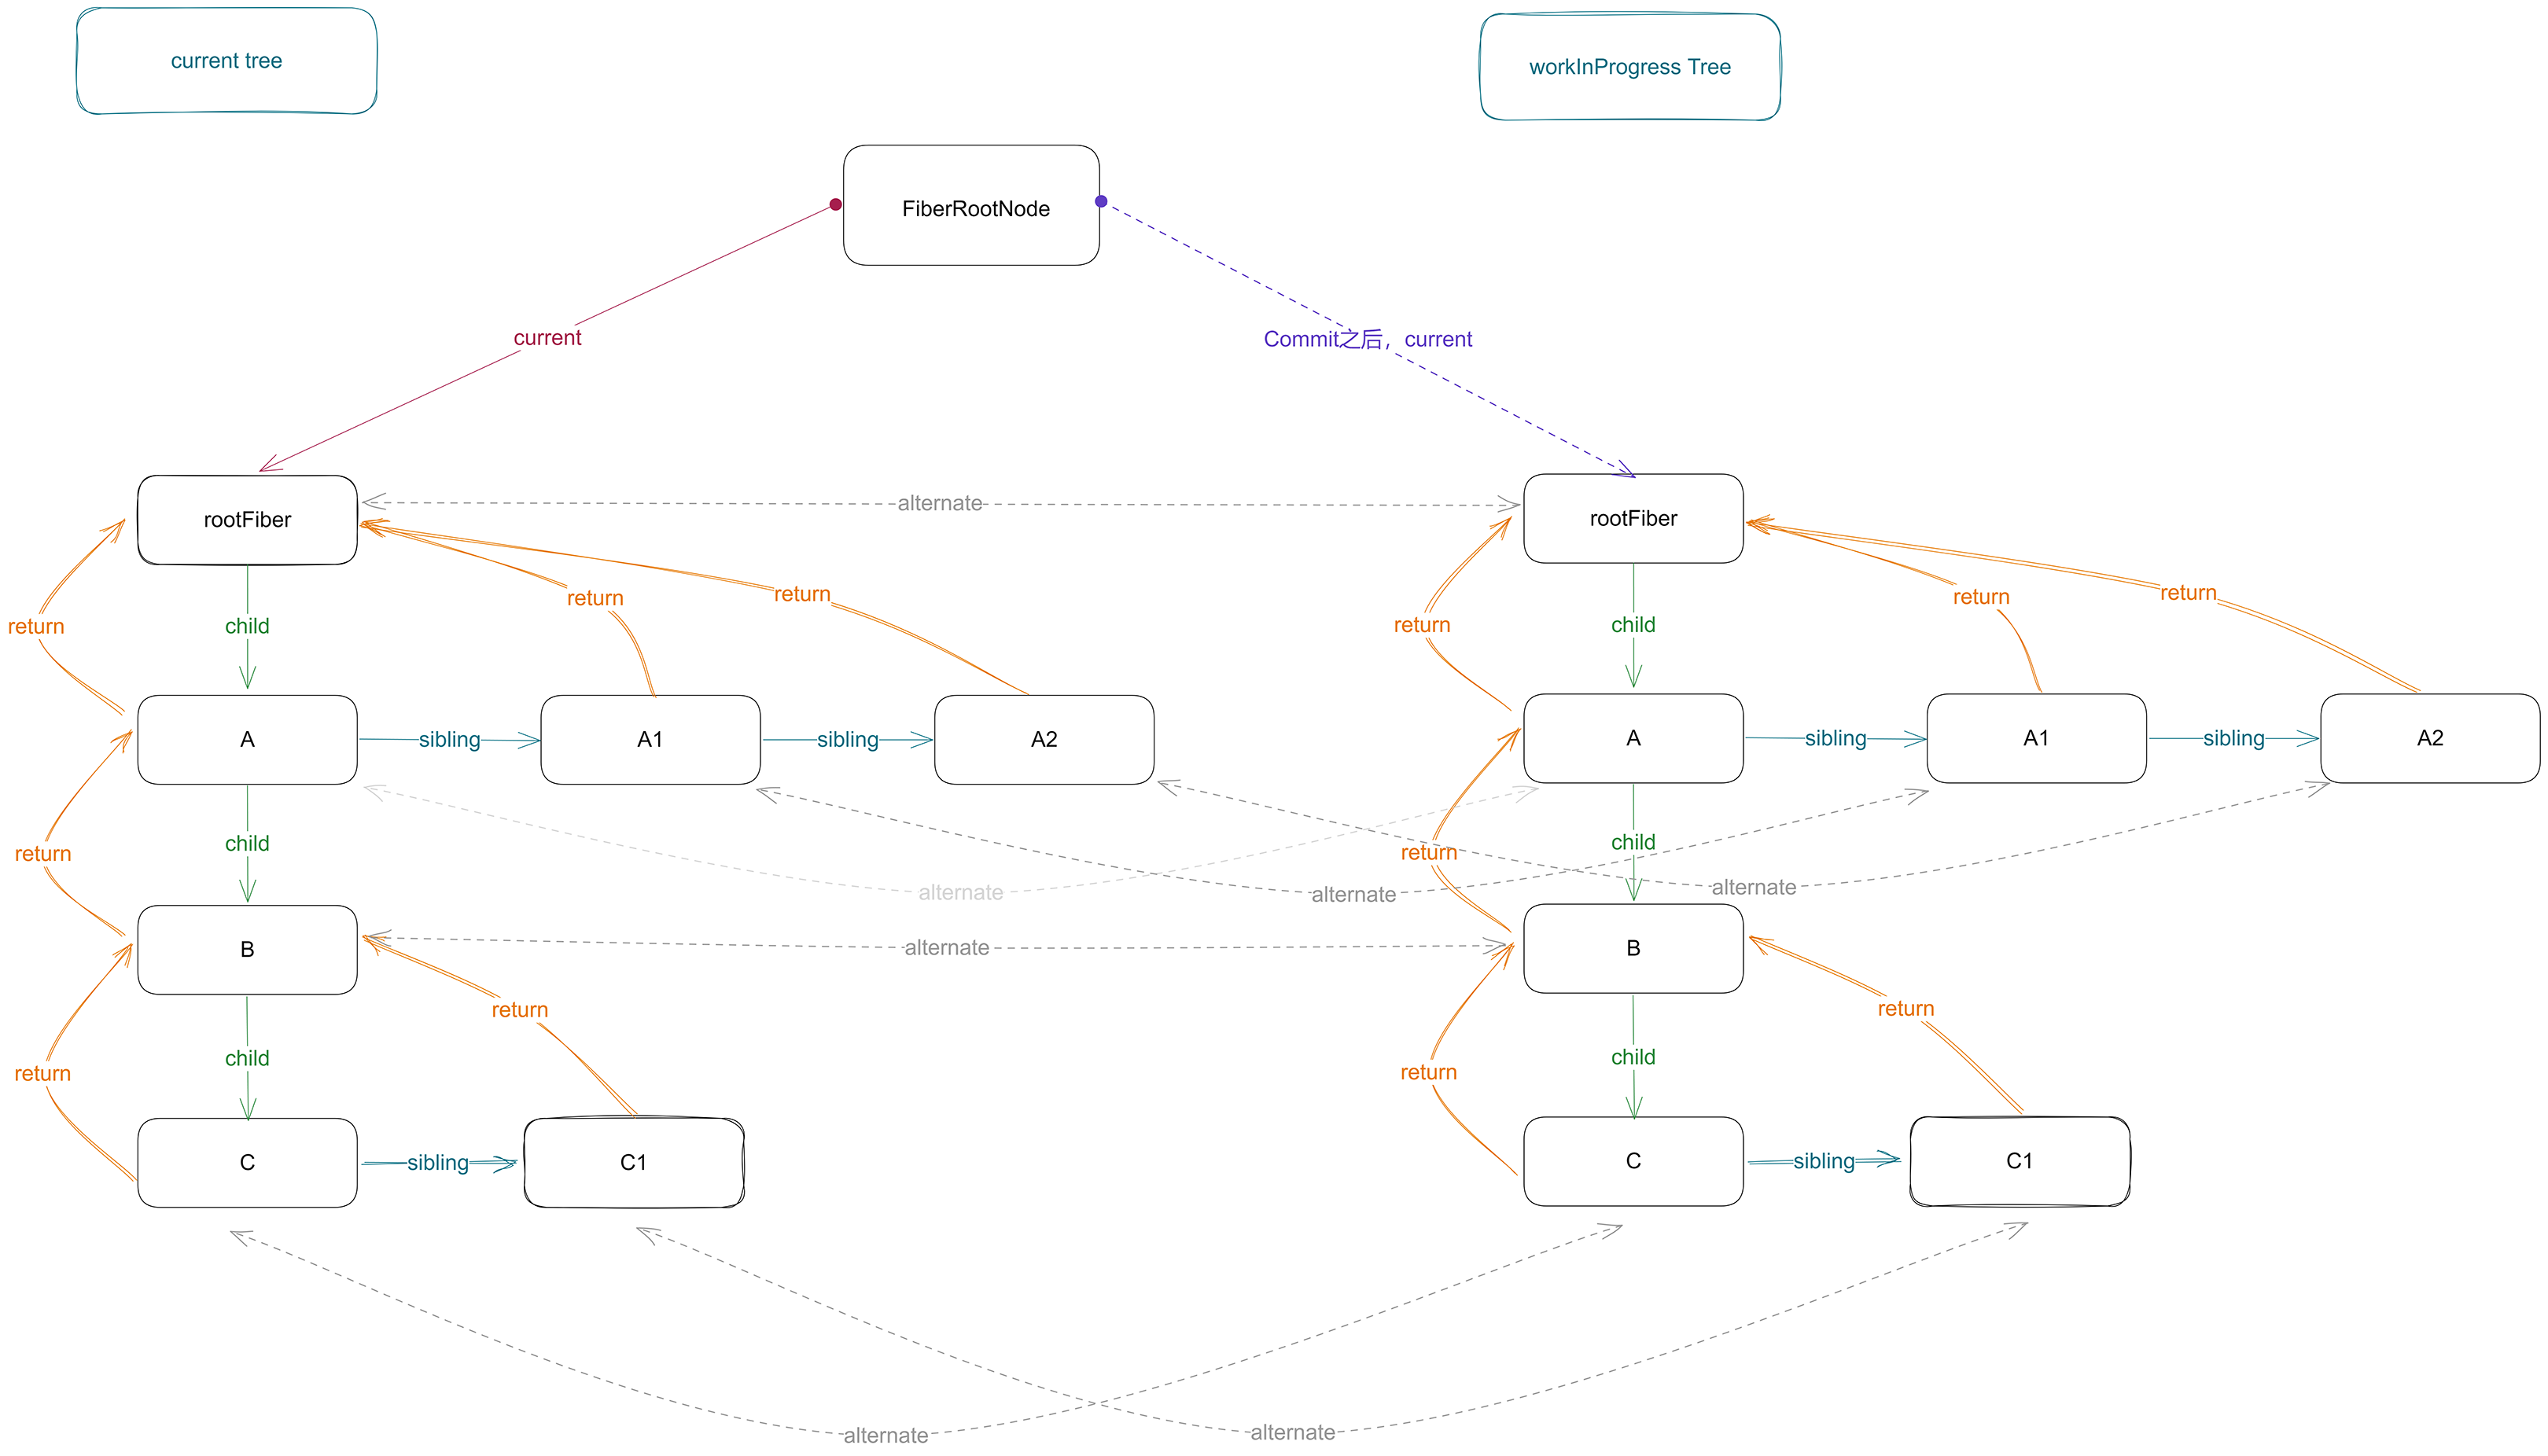 current tree
workInProgress Tree
FiberRootNode
current
Commit之后，current
rootFiber
alternate
rootFiber
return
child
return
return
return
child
return
return
A
sibling
A1
sibling
A2
A
sibling
A1
sibling
A2
return
child
alternate
return
child
alternate
alternate
B
alternate
B
return
child
return
return
child
return
C
sibling
C1
C
sibling
C1
alternate
alternate